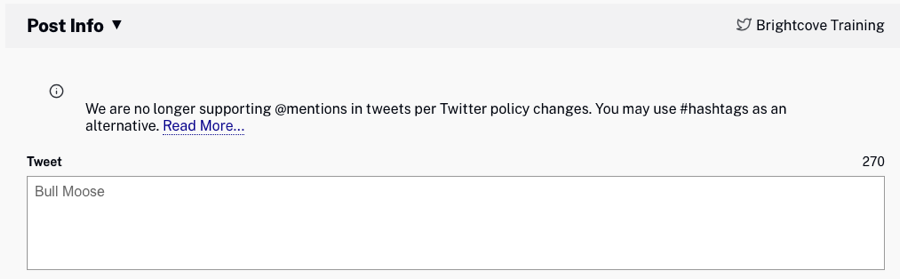 Post Info ▼
Brightcove Training
We are no longer supporting @mentions in tweets per Twitter policy changes. You may use #hashtags as an
alternative. Read More...
Tweet
270
Bull Moose